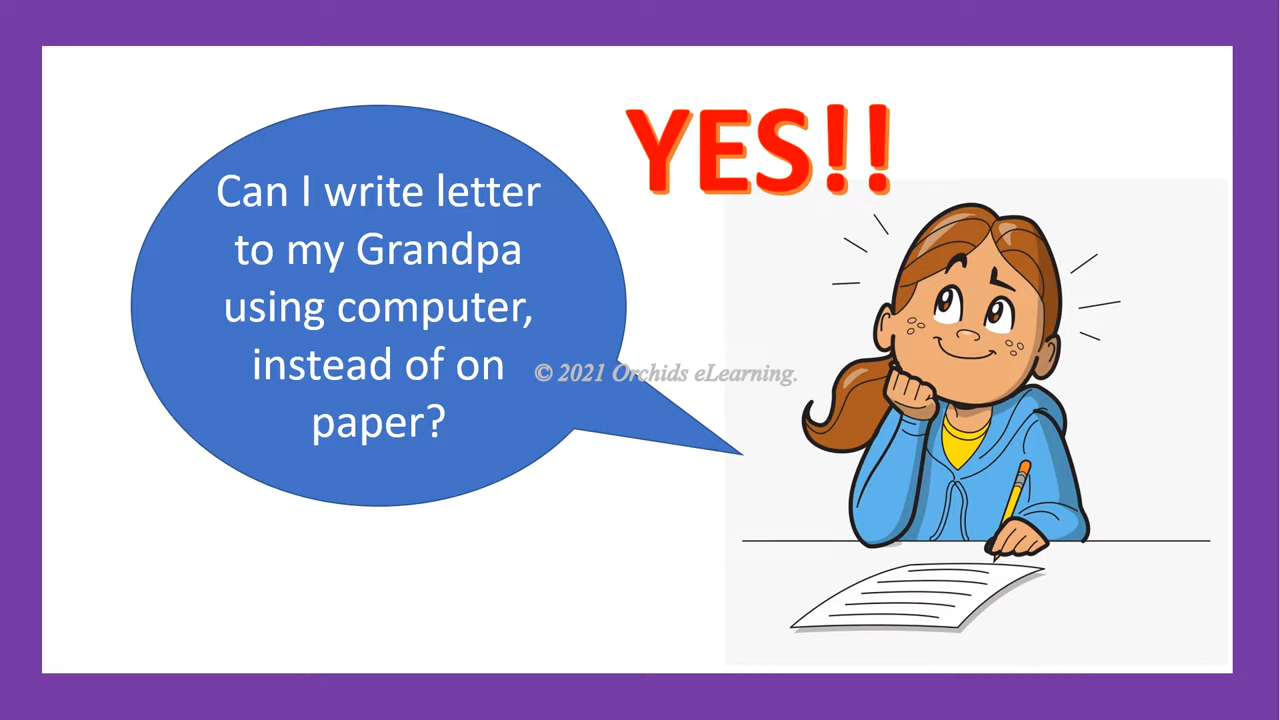 YES!!
Can I write letter
to my Grandpa
using computer,
instead of on
paper?
© 2021 Orchids eLearning.